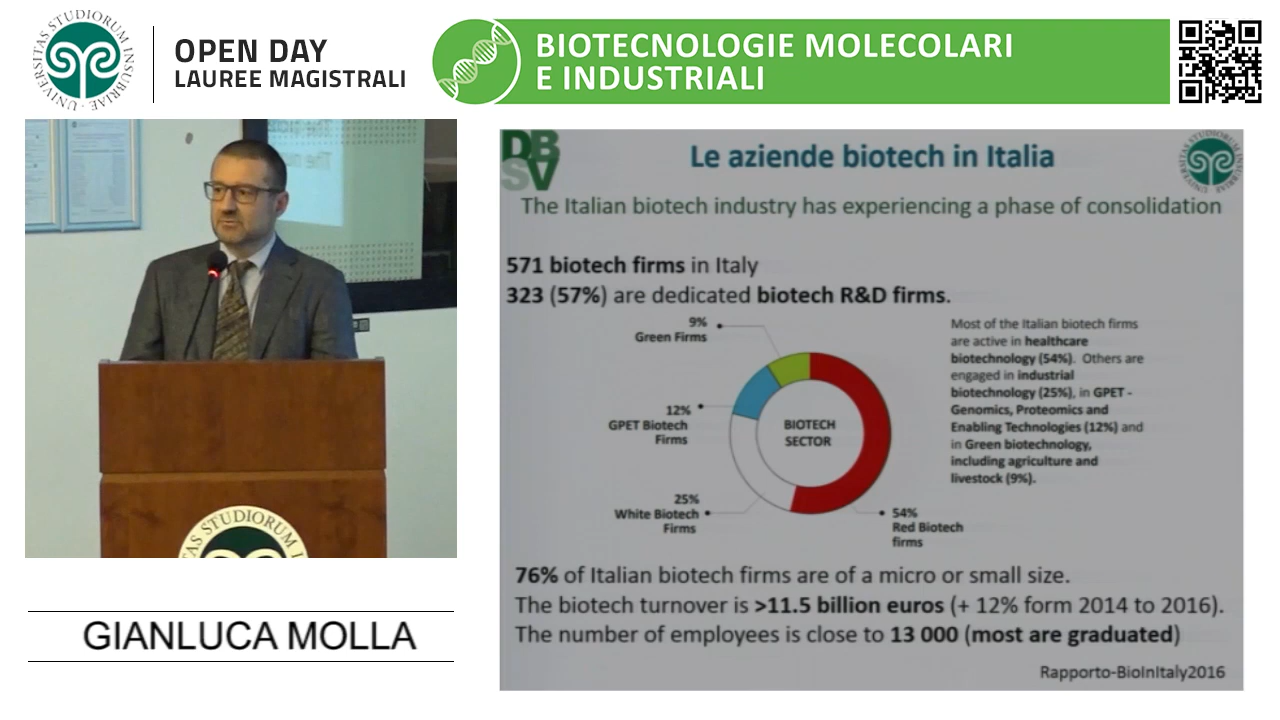 UNIVERSITAS STUDIORUM INSUBRIAE
OPEN DAY
LAUREE MAGISTRALI
BIOTECNOLOGIE MOLECOLARI
E INDUSTRIALI
DB
SV
Le aziende biotech in Italia
The Italian biotech industry has experiencing a phase of consolidation
571 biotech firms in Italy
323 (57%) are dedicated biotech R&D firms.
9%
Green Firms
12%
GPET Biotech
Firms
25%
White Biotech
Firms
BIOTECH
SECTOR
54%
Red Biotech
firms
Most of the Italian biotech firms
are active in healthcare
biotechnology (54%). Others are
engaged in industrial
biotechnology (25%), in GPET -
Genomics, Proteomics and
Enabling Technologies (12%) and
in Green biotechnology,
including agriculture and
livestock (9%).
76% of Italian biotech firms are of a micro or small size.
The biotech turnover is >11.5 billion euros (+ 12% form 2014 to 2016).
The number of employees is close to 13 000 (most are graduated)
Rapporto-BioInItaly2016
GIANLUCA MOLLA